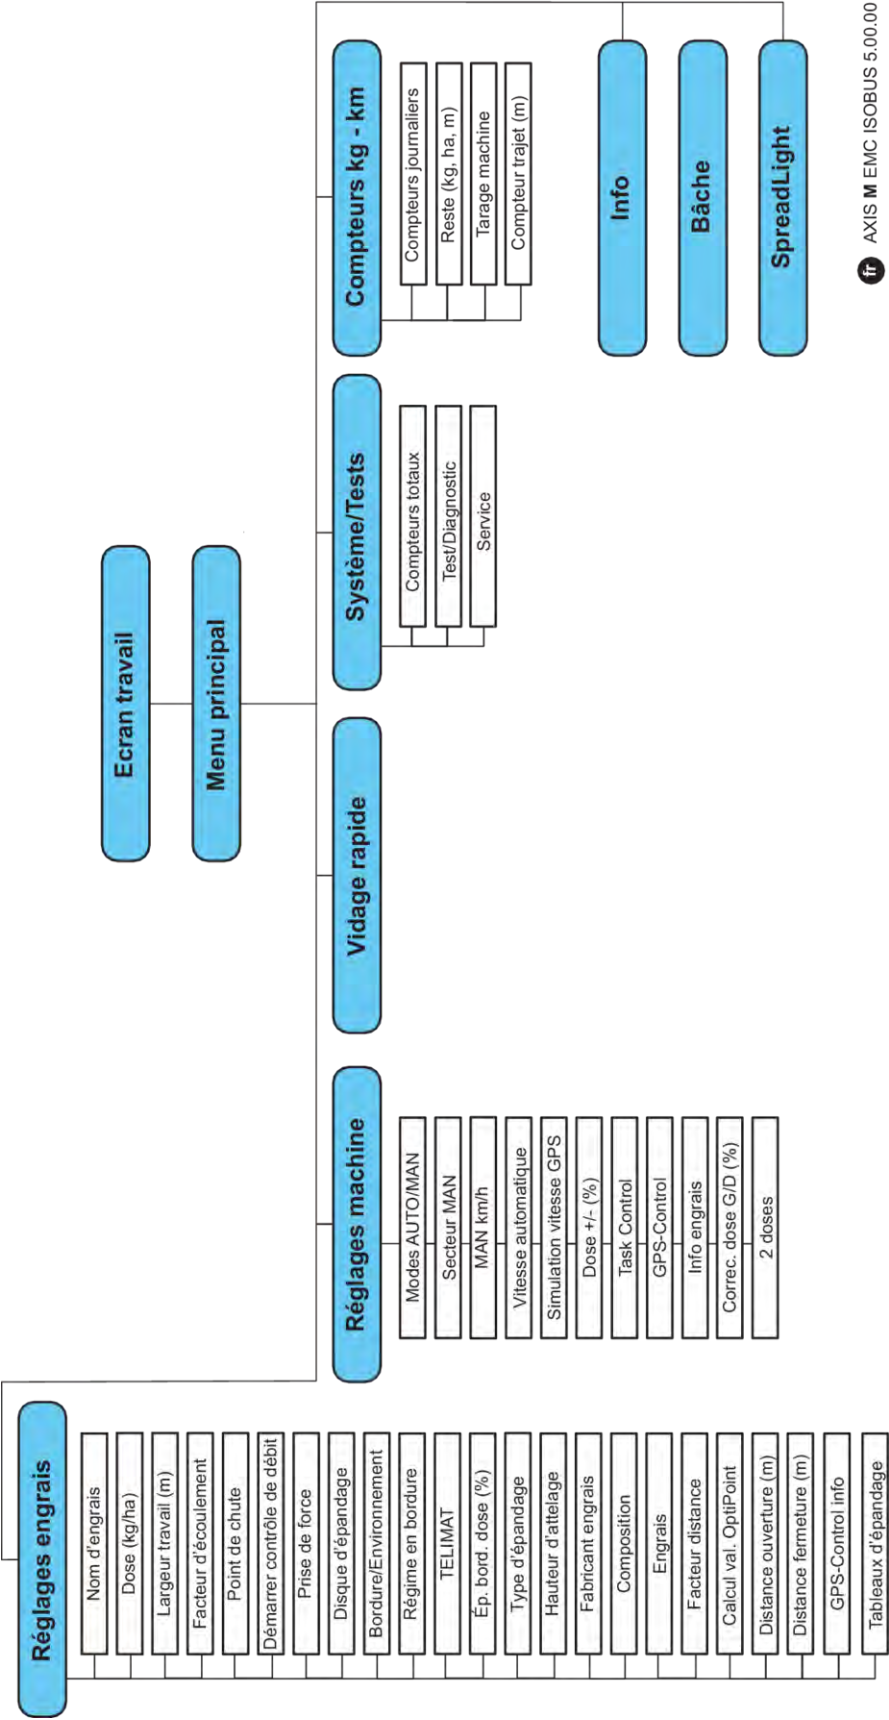 Ecran travail
Menu principal
Réglages engrais
Nom d'engrais
Dose (kg/ha)
Largeur travail (m)
Facteur d'écoulement
Point de chute
Démarrer contrôle de débit
Prise de force
Disque d'épandage
Bordure/Environnement
Régime en bordure
TELIMAT
Ép. bord. dose (%)
Type d'épandage
Hauteur d'attelage
Fabricant engrais
Composition
Engrais
Facteur distance
Calcul val. OptiPoint
Distance ouverture (m)
Distance fermeture (m)
GPS-Control info
Tableaux d'épandage
Réglages machine
Modes AUTO/MAN
Secteur MAN
MAN km/h
Vitesse automatique
Simulation vitesse GPS
Dose +/- (%)
Task Control
GPS-Control
Info engrais
Correc. dose G/D (%)
2 doses
Vidage rapide
Système/Tests
Compteurs totaux
Test/Diagnostic
Service
Compteurs kg - km
Compteurs journaliers
Reste (kg, ha, m)
Tarage machine
Compteur trajet (m)
Info
Bâche
SpreadLight
fr AXIS M EMC ISOBUS 5.00.00